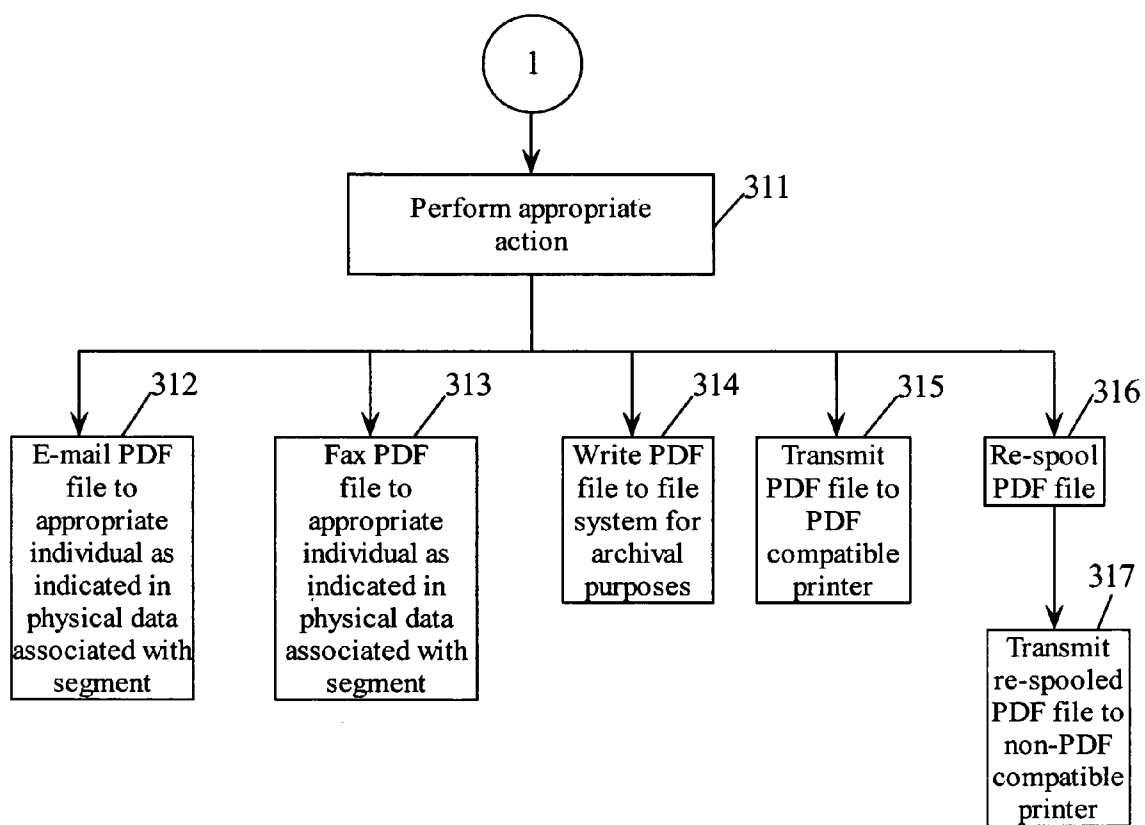 1
Perform appropriate
action
311
312
E-mail PDF
file to
appropriate
individual as
indicated in
physical data
associated with
segment
313
Fax PDF
file to
appropriate
individual as
indicated in
physical data
associated with
segment
314
Write PDF
file to file
system for
archival
purposes
315
Transmit
PDF file to
PDF
compatible
printer
316
Re-spool
PDF file
317
Transmit
re-spooled
PDF file to
non-PDF
compatible
printer